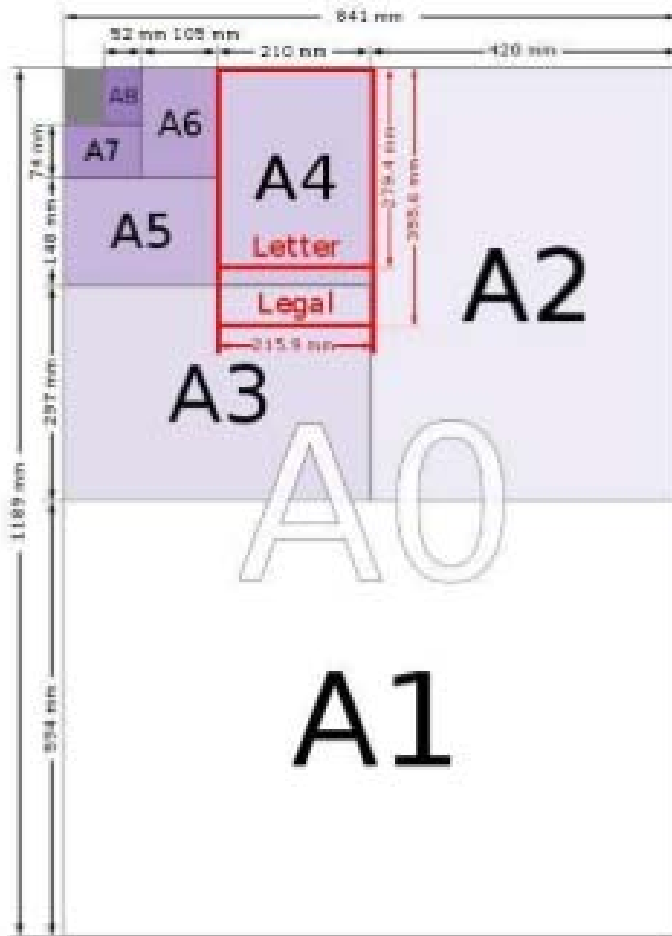 841 mm
52 mm 105 mm
210 mm
420 mm
A8
A7
A6
A5
A4
Letter
Legal
215.9 mm
279.4 mm
355.6 mm
74 mm
148 mm
297 mm
1189 mm
594 mm
A3
A2
A0
A1